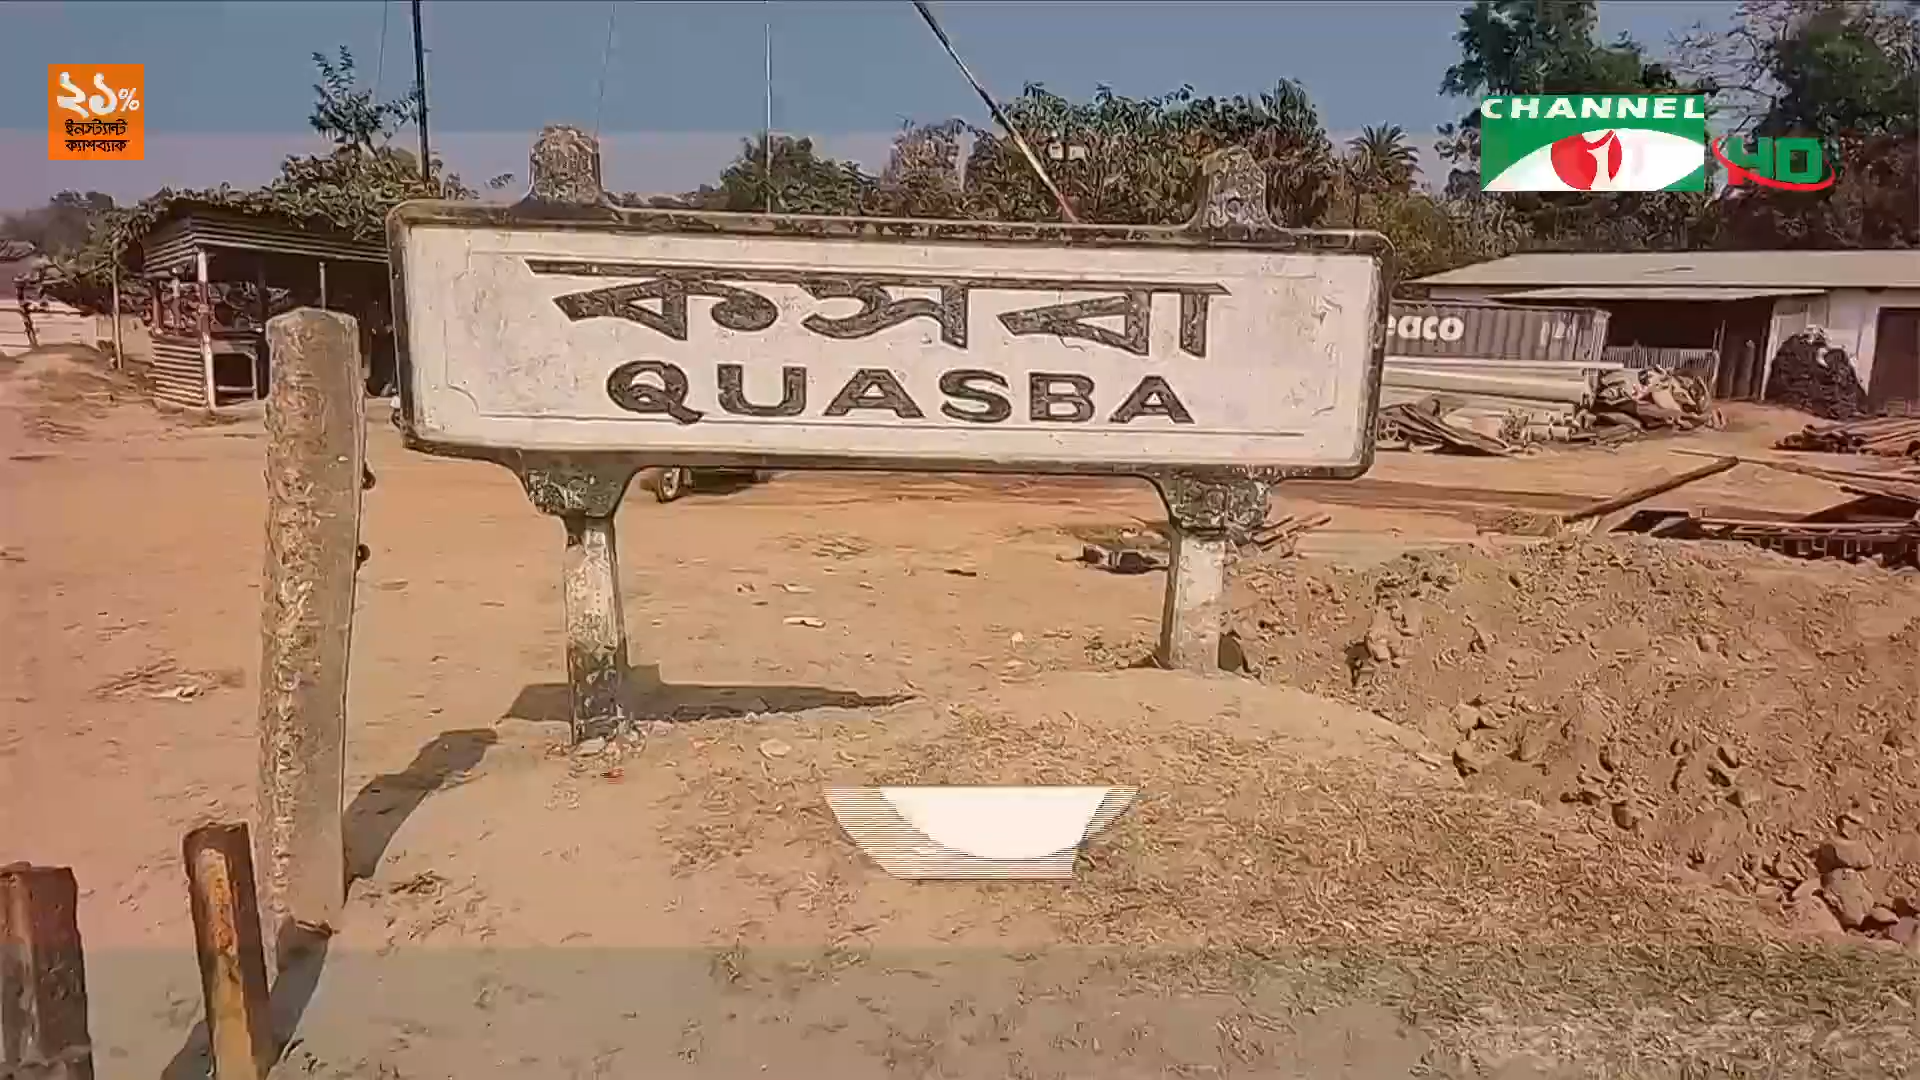 ২১%
ইনস্ট্যান্ট
ক্যাশব্যাক
CHANNEL
i HD
কসবা
QUASBA
eaco